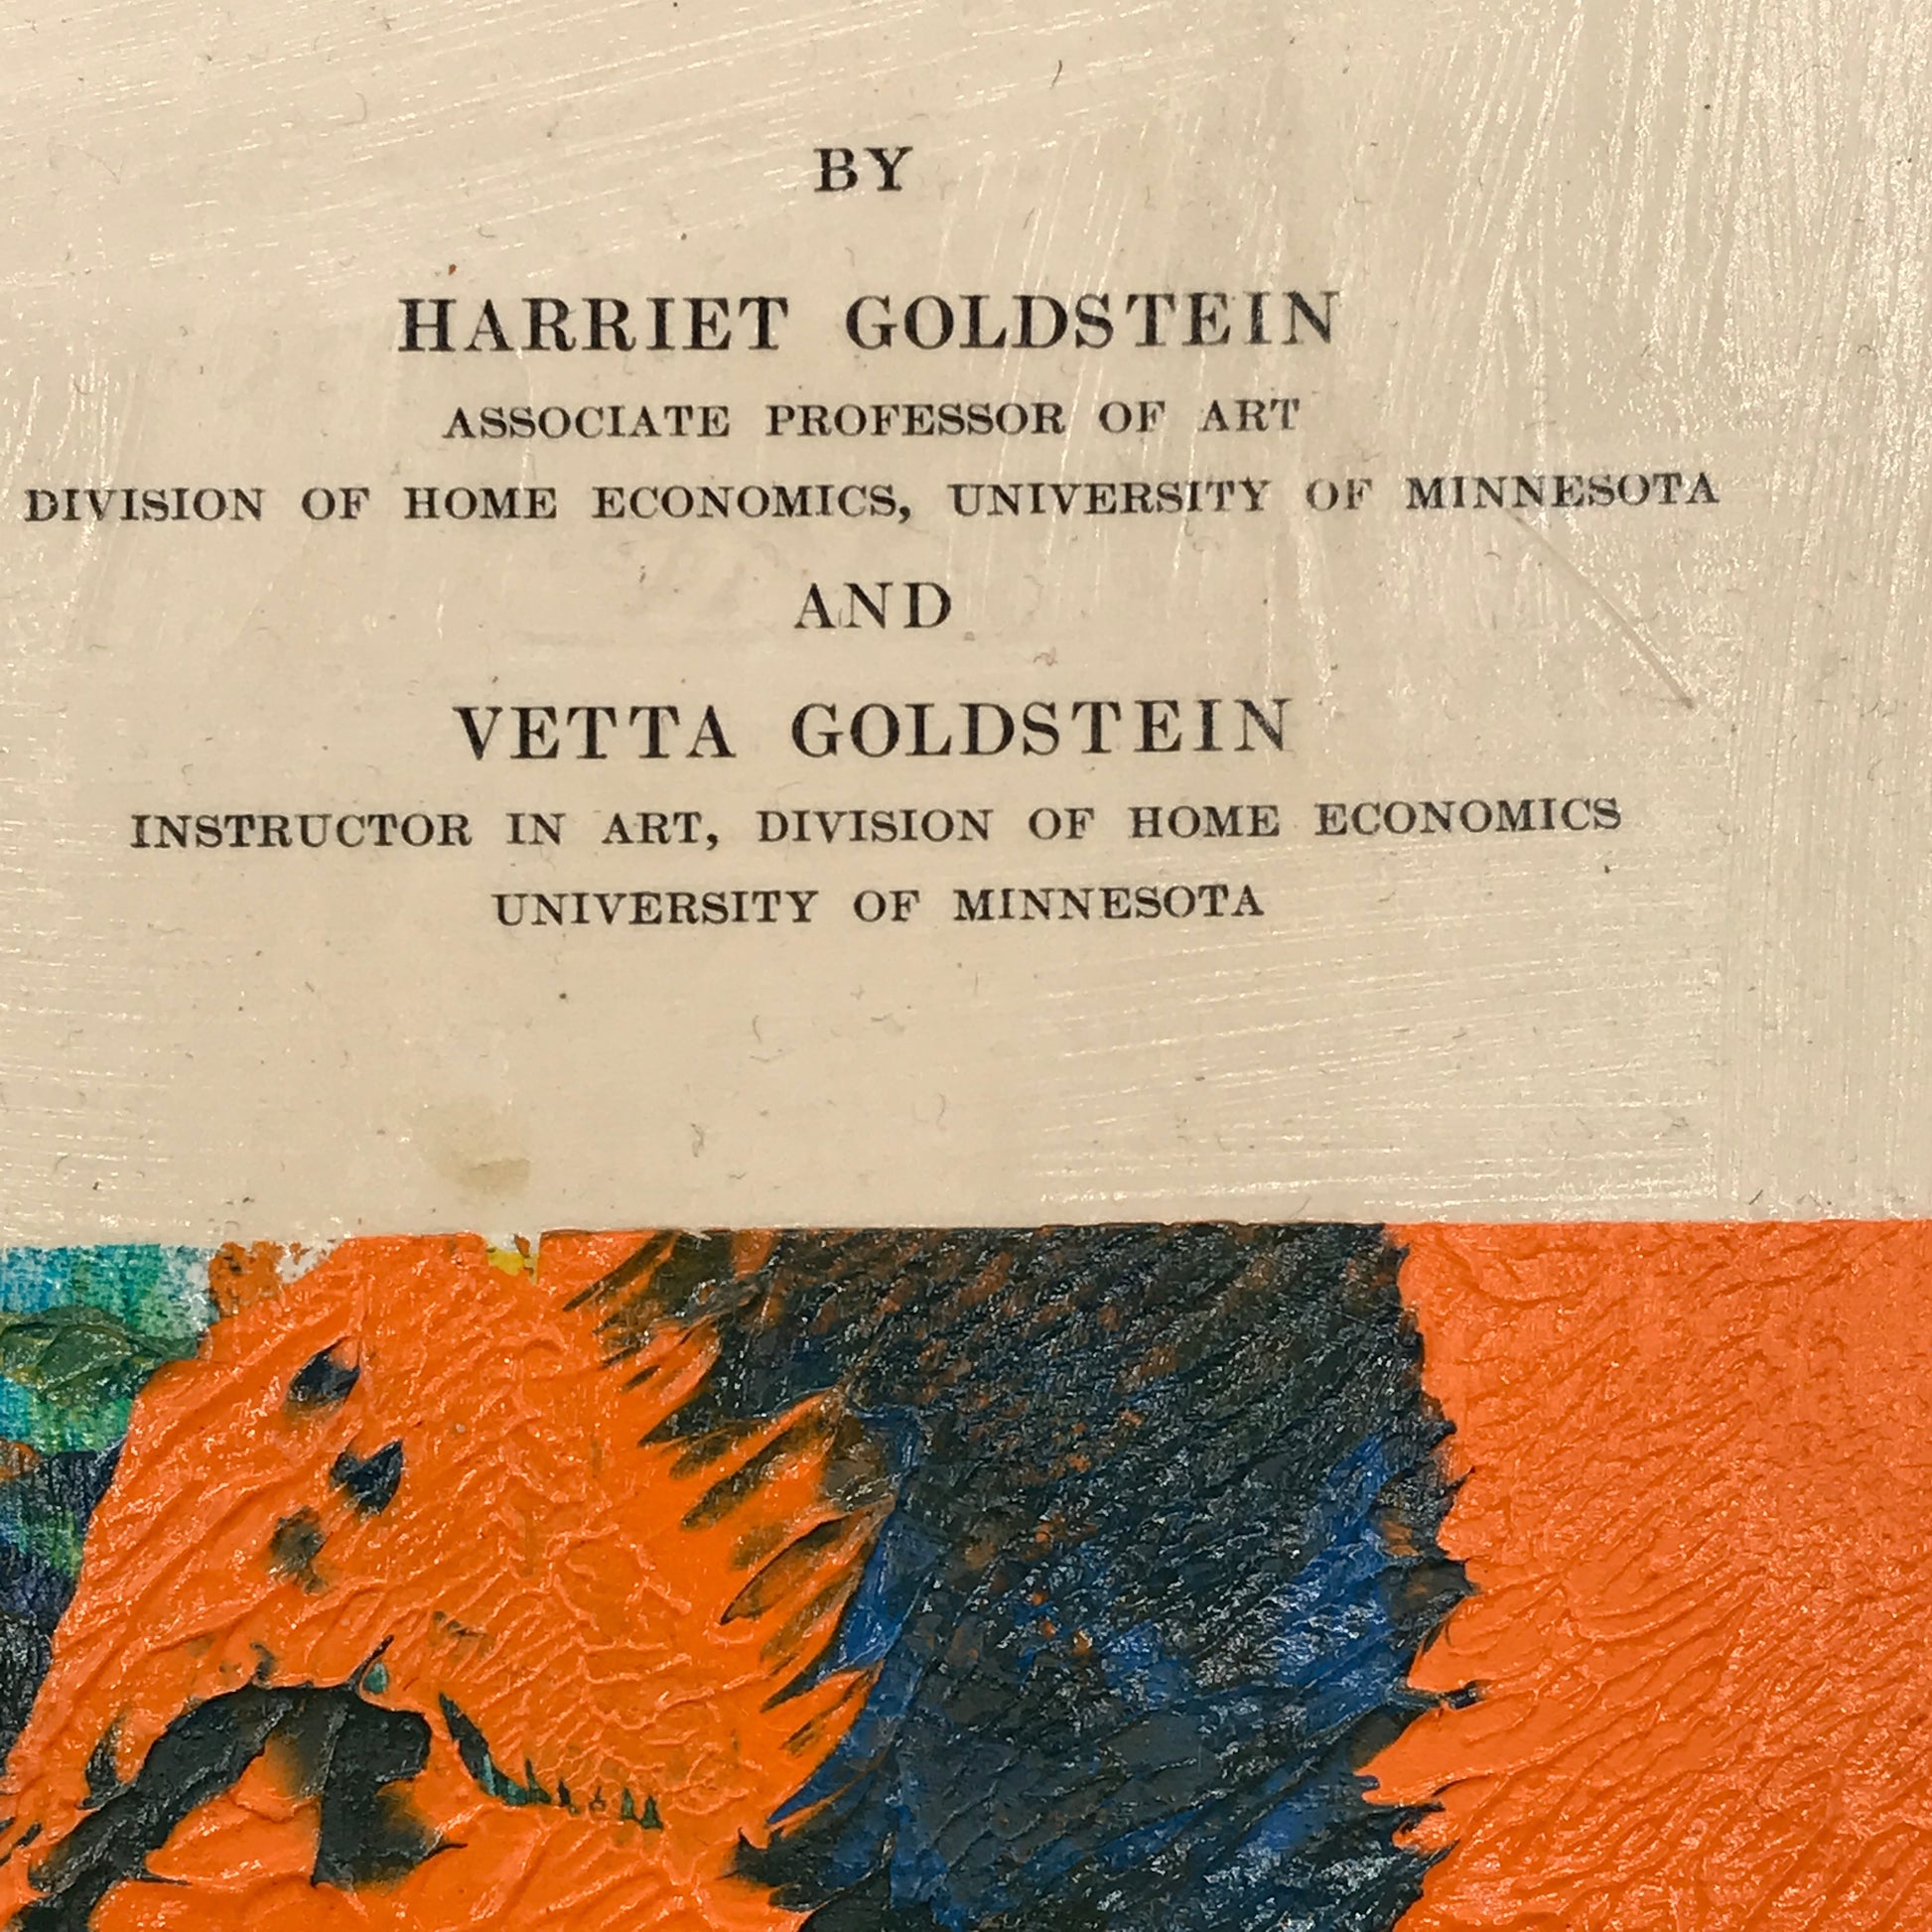 BY
HARRIET GOLDSTEIN
ASSOCIATE PROFESSOR OF ART
DIVISION OF HOME ECONOMICS, UNIVERSITY OF MINNESOTA
AND
VETTA GOLDSTEIN
INSTRUCTOR IN ART, DIVISION OF HOME ECONOMICS
UNIVERSITY OF MINNESOTA